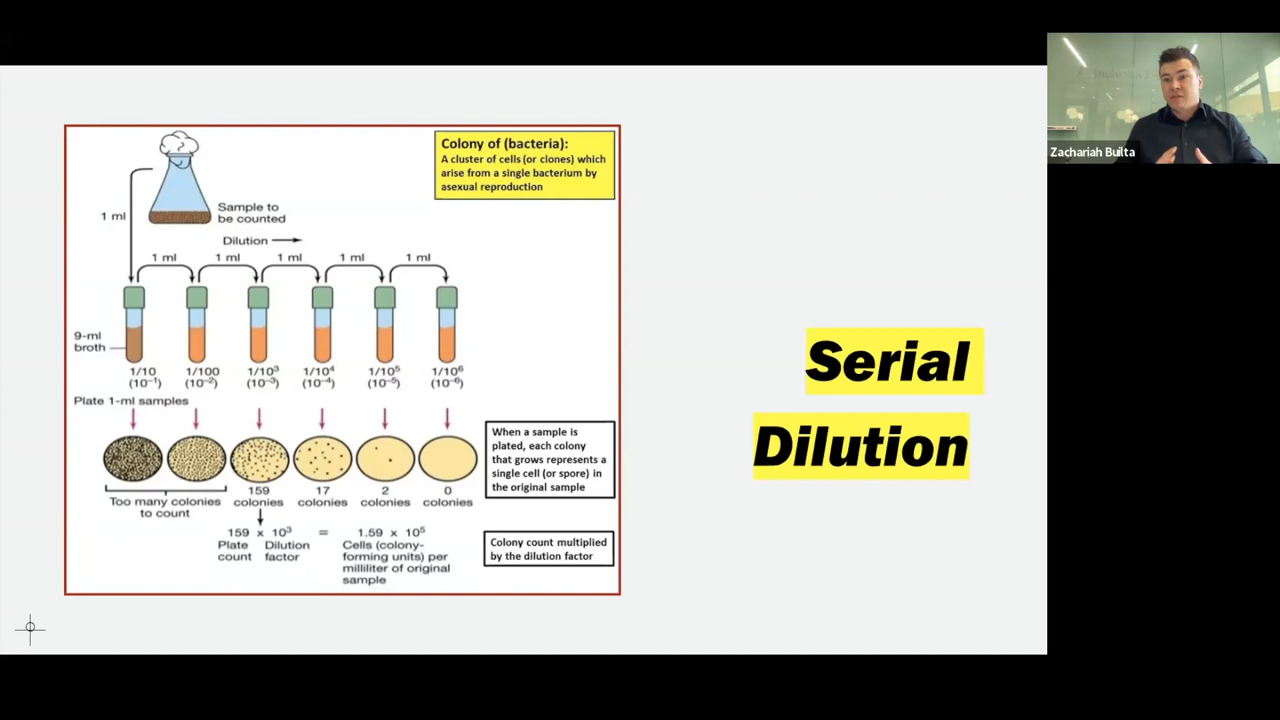 Colony of (bacteria):
A cluster of cells (or clones) which
arise from a single bacterium by
asexual reproduction
1 ml
Sample to
be counted
Dilution
1 ml 1 ml 1 ml 1 ml 1 ml
9-ml
broth
1/10 1/100 1/10³ 1/10⁴ 1/10⁵ 1/10⁶
(10⁻¹) (10⁻²) (10⁻³) (10⁻⁴) (10⁻⁵) (10⁻⁶)
Plate 1-ml samples
Too many colonies
to count
159
colonies
17
colonies
2
colonies
0
colonies
When a sample is
plated, each colony
that grows represents a
single cell (or spore) in
the original sample
159 x 10³ = 1.59 x 10⁵
Plate
count
Dilution
factor
Cells (colony-
forming units) per
milliliter of original
sample
Colony count multiplied
by the dilution factor
Serial
Dilution
Zachariah Builta